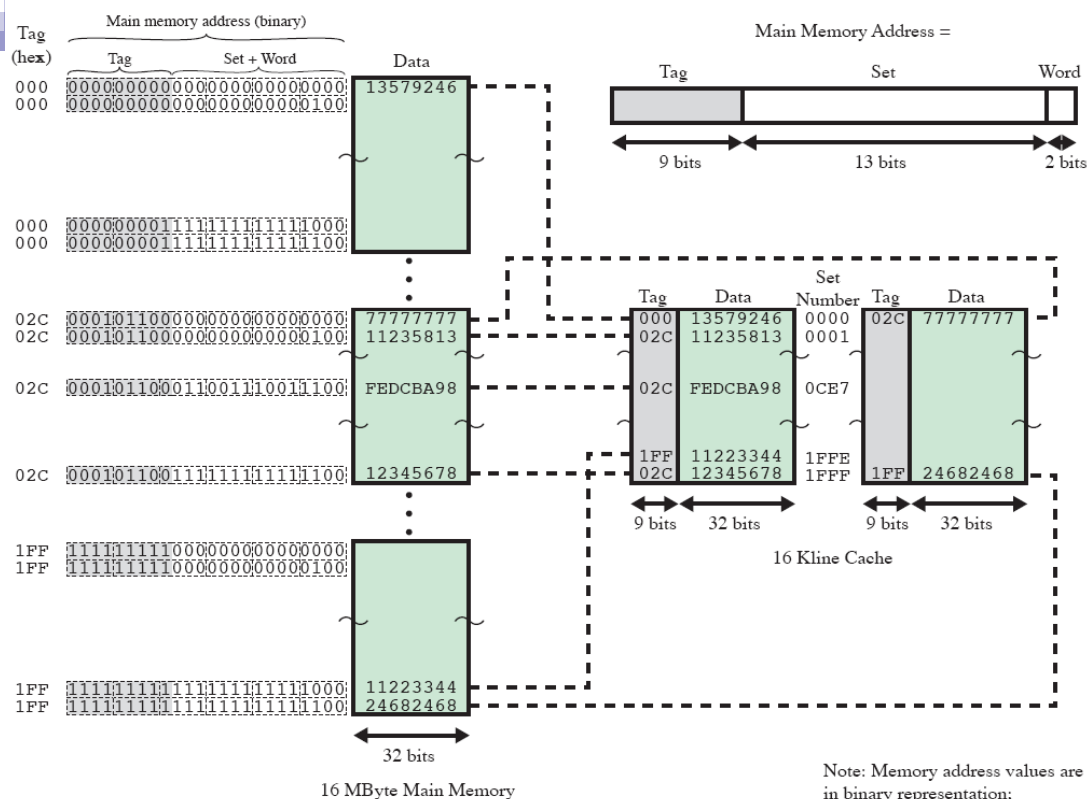 Tag
(hex)
Main memory address (binary)
Tag
Set + Word
Data
000 000000000000000000000000 13579246
000 000000000000000000000100
000 000000001111111111111000
000 000000001111111111111100
02C 000101100000000000000000 77777777
02C 000101100000000000000100 11235813
02C 000101100011001110011100 FEDCBA98
02C 000101100111111111111100 12345678
1FF 111111111000000000000000
1FF 111111111000000000000100
1FF 111111111111111111111000 11223344
1FF 111111111111111111111100 24682468
32 bits
16 MByte Main Memory
Main Memory Address =
Tag Set Word
9 bits 13 bits 2 bits
Set
Tag Data Number Tag Data
000 13579246 0000 02C 77777777
02C 11235813 0001
02C FEDCBA98 0CE7
1FF 11223344 1FFE
02C 12345678 1FFF 1FF 24682468
9 bits 32 bits 9 bits 32 bits
16 Kline Cache
Note: Memory address values are
in binary representation;